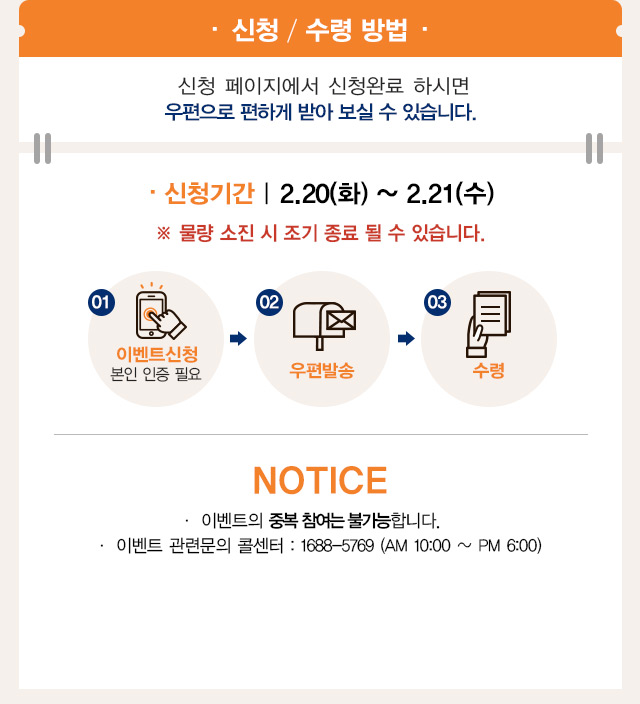 · 신청 / 수령 방법 ·
신청 페이지에서 신청완료 하시면
우편으로 편하게 받아 보실 수 있습니다.
· 신청기간 | 2.20(화) ~ 2.21(수)
※ 물량 소진 시 조기 종료 될 수 있습니다.
01
이벤트신청
본인 인증 필요
02
우편발송
03
수령
NOTICE
· 이벤트의 중복 참여는 불가능합니다.
· 이벤트 관련문의 콜센터 : 1688-5769 (AM 10:00 ~ PM 6:00)